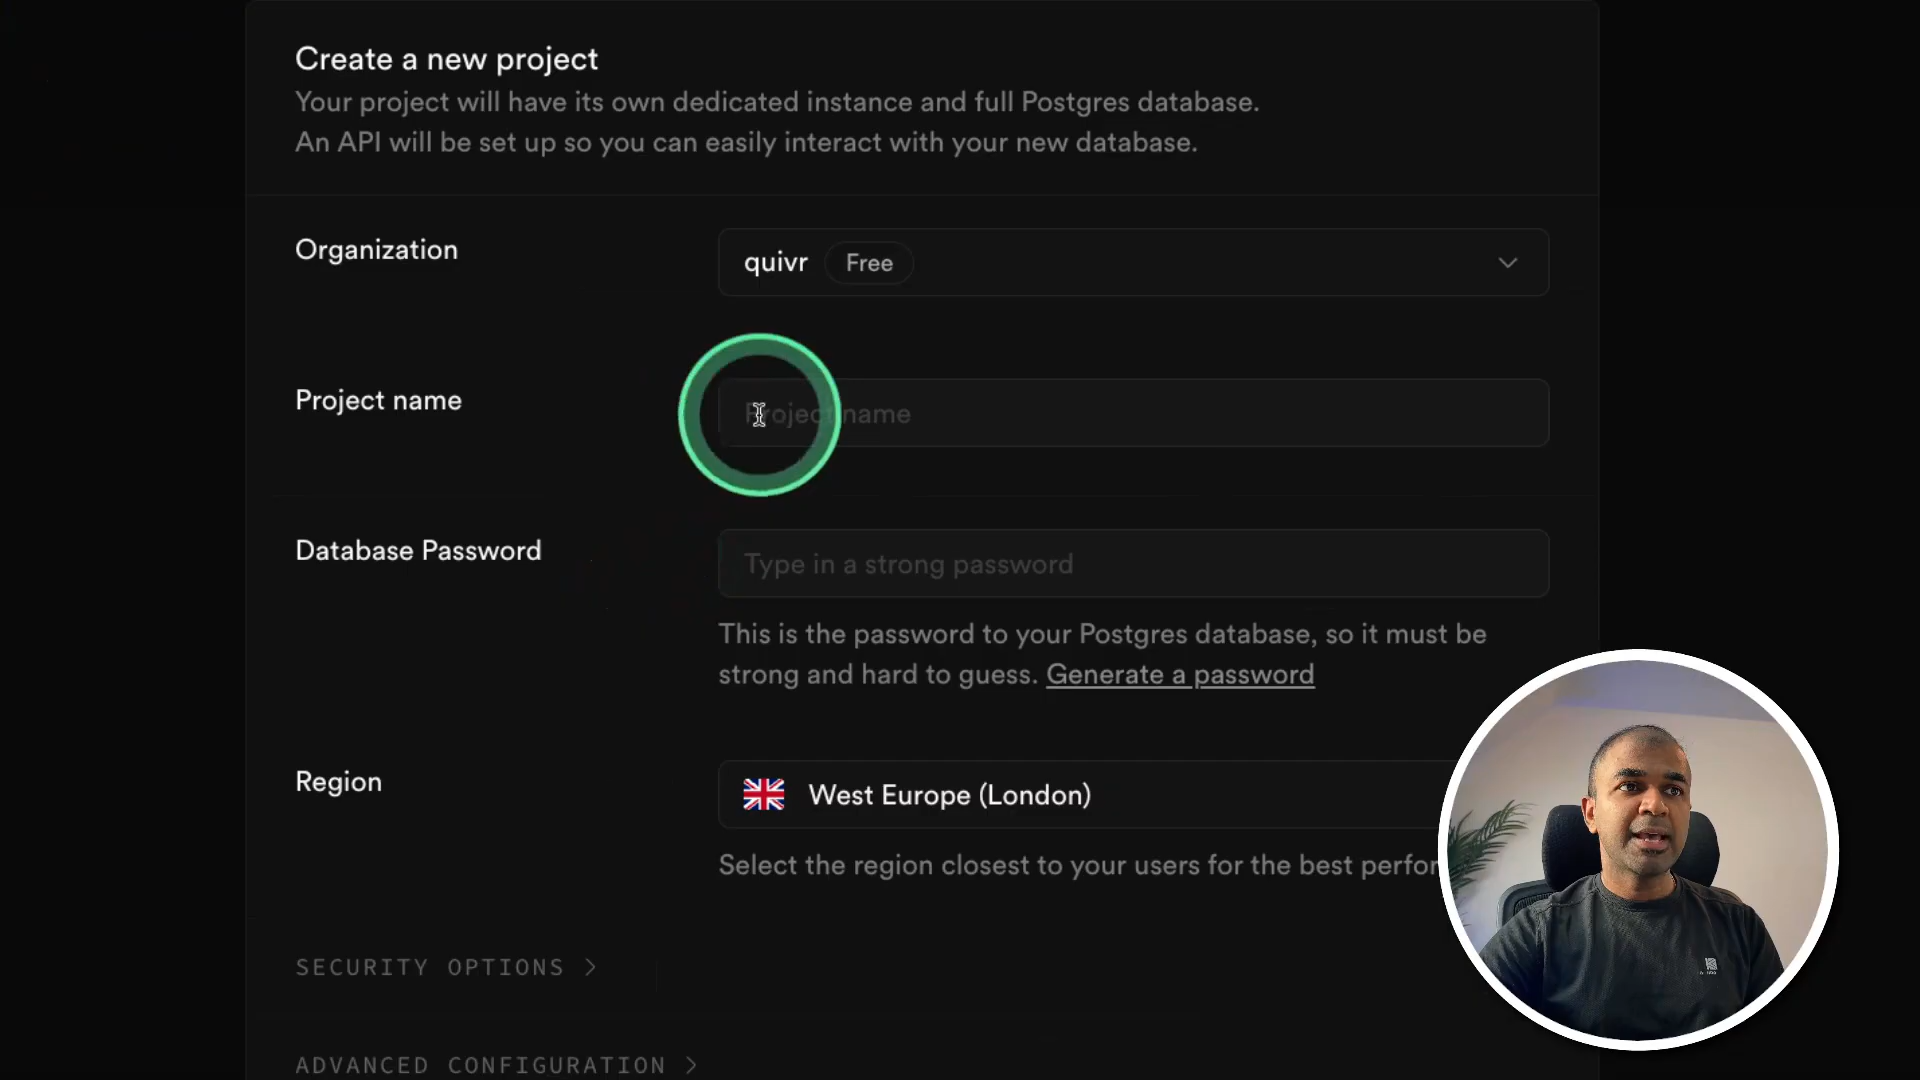 Create a new project
Your project will have its own dedicated instance and full Postgres database.
An API will be set up so you can easily interact with your new database.
Organization
quivr Free
Project name
Project name
Database Password
Type in a strong password
This is the password to your Postgres database, so it must be
strong and hard to guess. Generate a password
Region
West Europe (London)
Select the region closest to your users for the best perfor
SECURITY OPTIONS >
ADVANCED CONFIGURATION >